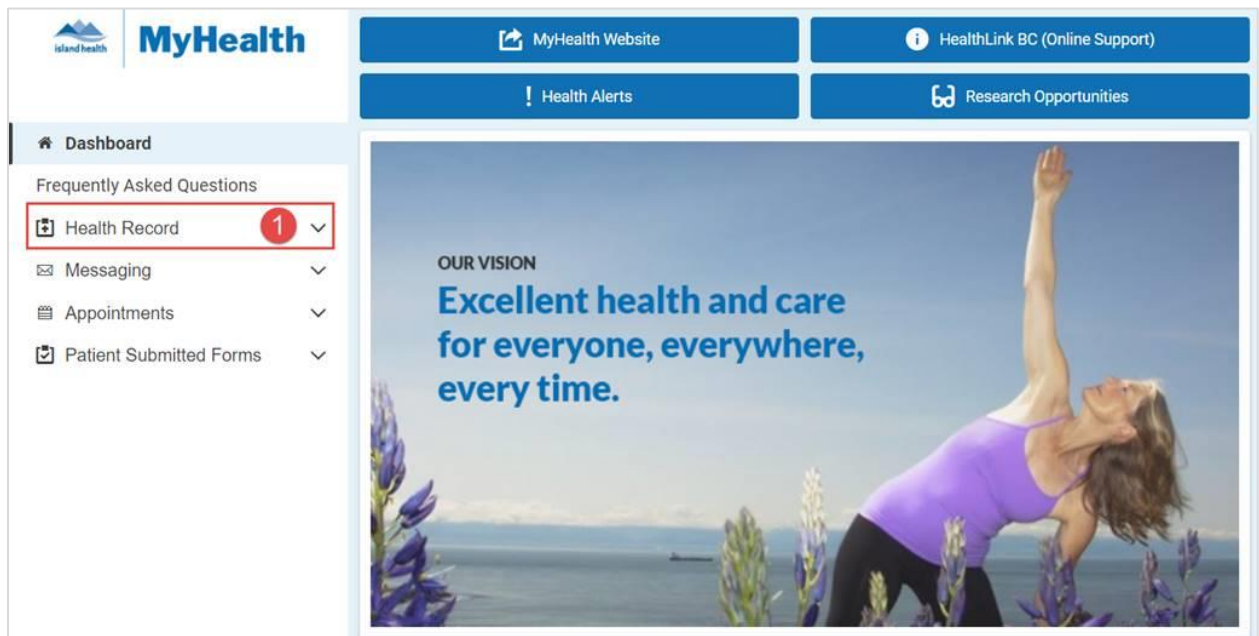 island health
MyHealth
MyHealth Website
HealthLink BC (Online Support)
! Health Alerts
Research Opportunities
Dashboard
Frequently Asked Questions
Health Record 1
Messaging
Appointments
Patient Submitted Forms
OUR VISION
Excellent health and care
for everyone, everywhere,
every time.